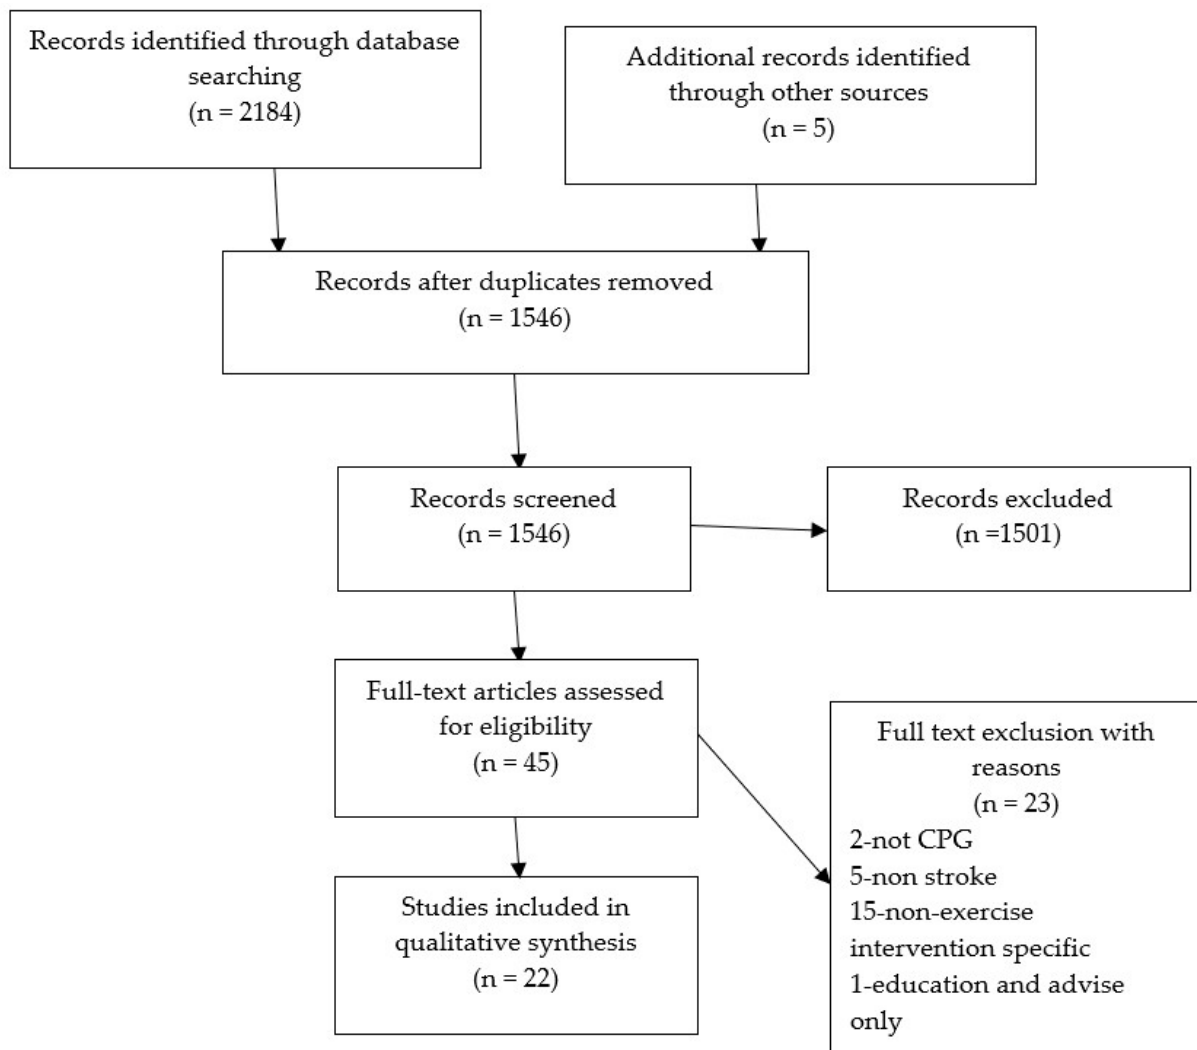 Records identified through database
searching
(n = 2184)
Additional records identified
through other sources
(n = 5)
Records after duplicates removed
(n = 1546)
Records screened
(n = 1546)
Records excluded
(n =1501)
Full-text articles assessed
for eligibility
(n = 45)
Full text exclusion with
reasons
(n = 23)
2-not CPG
5-non stroke
15-non-exercise
intervention specific
1-education and advise
only
Studies included in
qualitative synthesis
(n = 22)